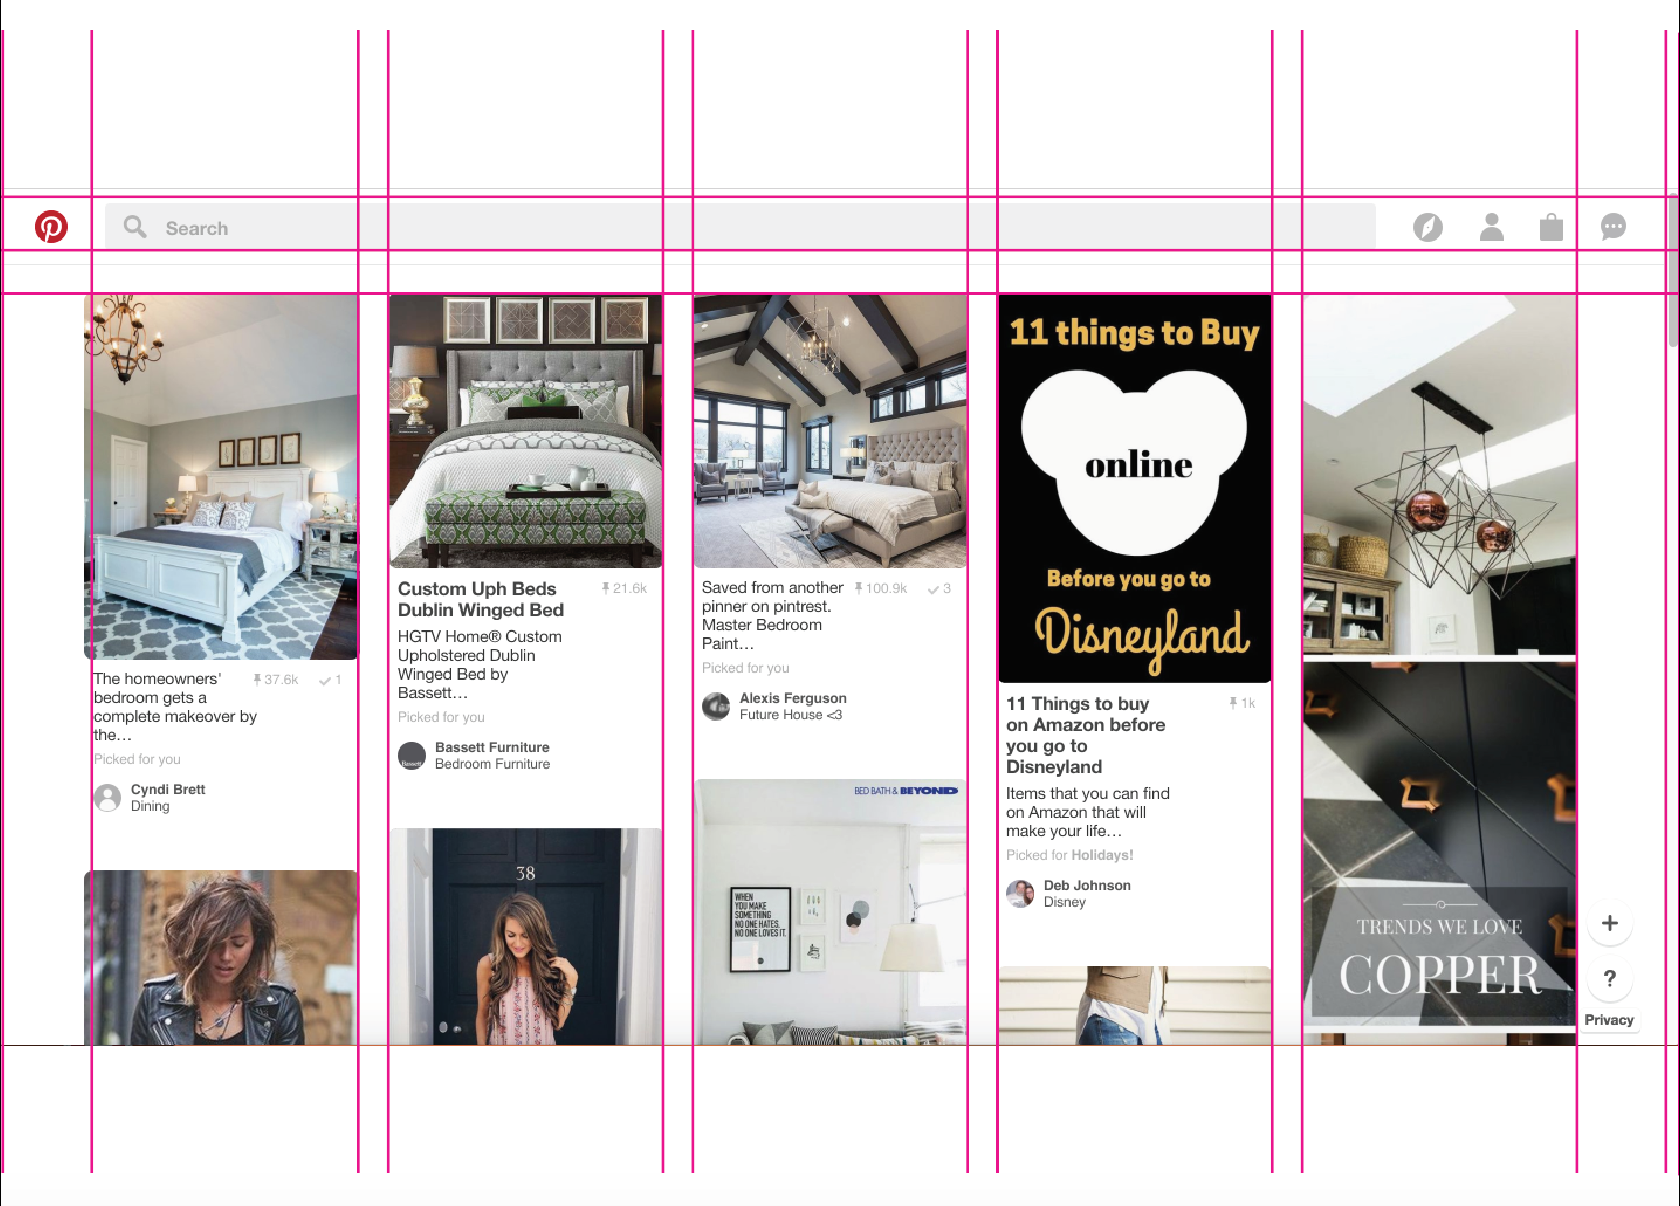 Search
The homeowners'
bedroom gets a
complete makeover by
the...
37.6k
1
Picked for you
Cyndi Brett
Dining
Custom Uph Beds
Dublin Winged Bed
21.6k
HGTV Home® Custom
Upholstered Dublin
Winged Bed by
Bassett...
Picked for you
Bassett
Bassett Furniture
Bedroom Furniture
38
Saved from another
pinner on pintrest.
Master Bedroom
Paint...
100.9k
3
Picked for you
Alexis Ferguson
Future House <3
BED BATH & BEYOND
WHEN
YOU MAKE
SOMETHING
NO ONE HATES,
NO ONE LOVES IT.
11 things to Buy
online
Before you go to
Disneyland
11 Things to buy
on Amazon before
you go to
Disneyland
1k
Items that you can find
on Amazon that will
make your life...
Picked for Holidays!
Deb Johnson
Disney
TRENDS WE LOVE
COPPER
+
?
Privacy